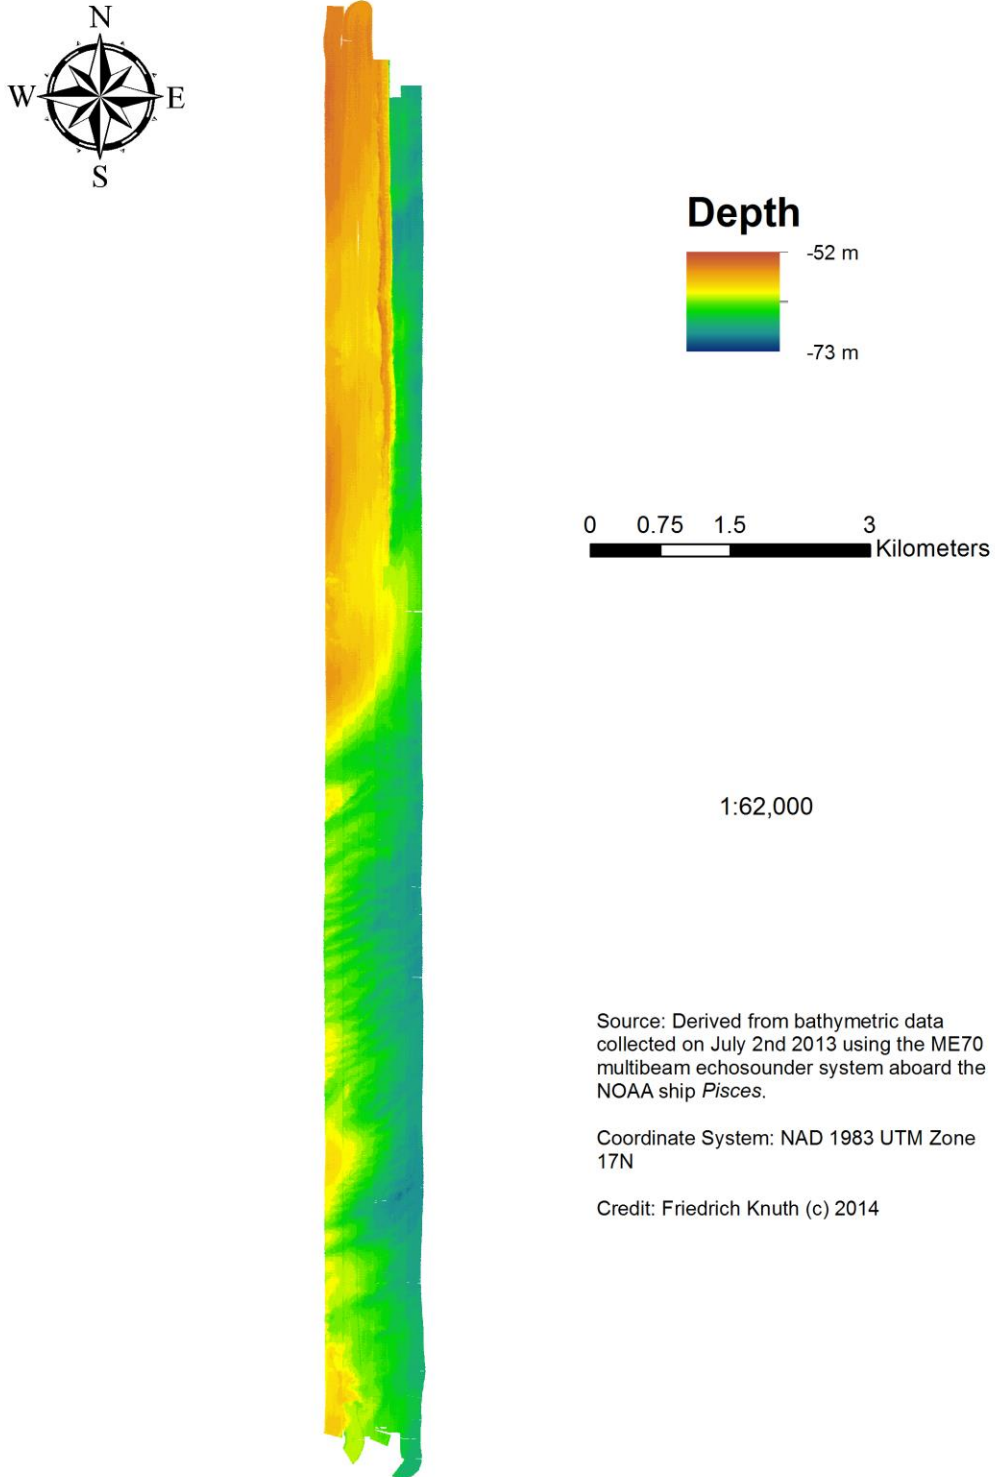 N
W E
S
Depth
-52 m
-73 m
0 0.75 1.5 3
Kilometers
1:62,000
Source: Derived from bathymetric data
collected on July 2nd 2013 using the ME70
multibeam echosounder system aboard the
NOAA ship Pisces.
Coordinate System: NAD 1983 UTM Zone
17N
Credit: Friedrich Knuth (c) 2014